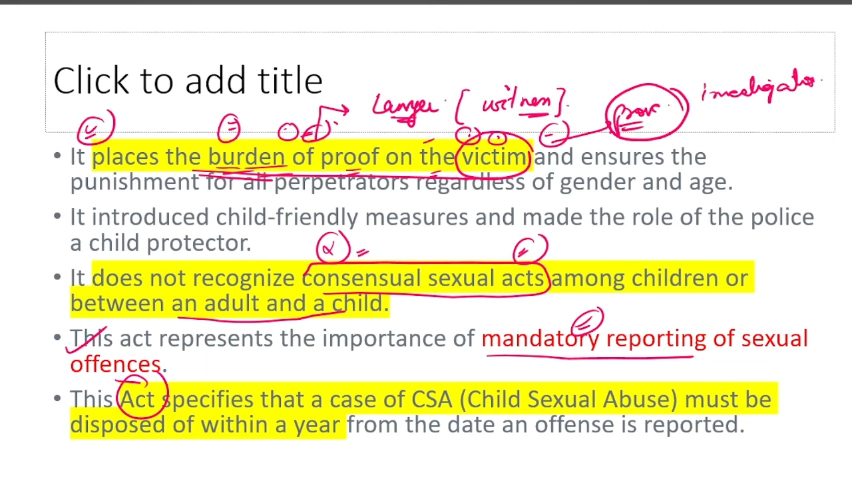 Click to add title
Lawyer [witness]. prove investigator
• It places the burden of proof on the victim and ensures the
punishment for all perpetrators regardless of gender and age.
• It introduced child-friendly measures and made the role of the police
a child protector.
• It does not recognize consensual sexual acts among children or
between an adult and a child.
• This act represents the importance of mandatory reporting of sexual
offences.
• This Act specifies that a case of CSA (Child Sexual Abuse) must be
disposed of within a year from the date an offense is reported.